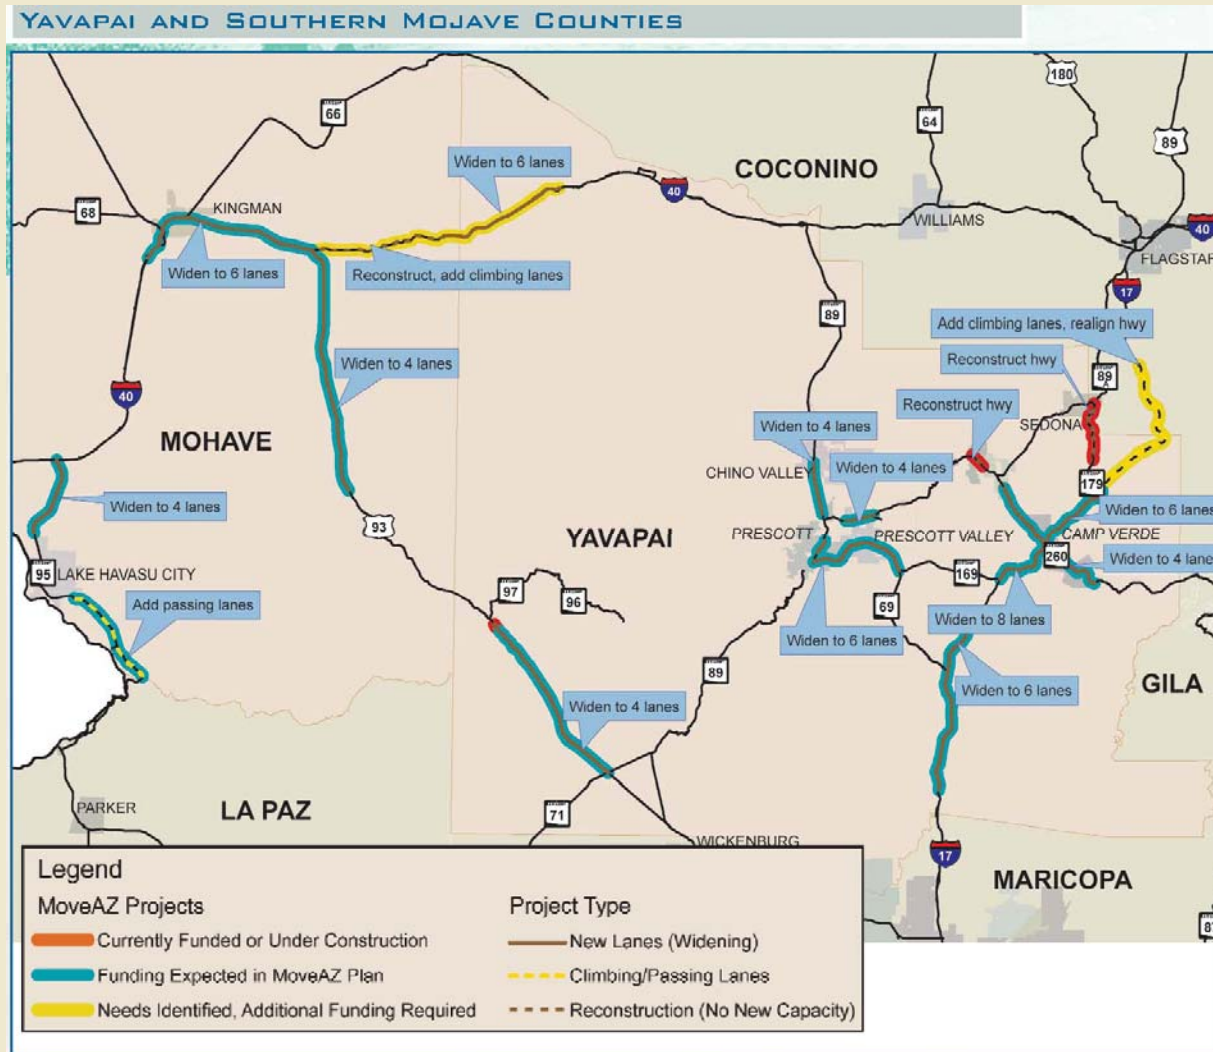 YAVAPAI AND SOUTHERN MOJAVE COUNTIES
180
66
64
89
Widen to 6 lanes
COCONINO
40
68
KINGMAN
WILLIAMS
40
FLAGSTAF
Widen to 6 lanes
Reconstruct, add climbing lanes
17
89
Add climbing lanes, realign hwy
Reconstruct hwy
Widen to 4 lanes
89
A
40
Reconstruct hwy
SEDONA
MOHAVE
Widen to 4 lanes
CHINO VALLEY
Widen to 4 lanes
179
Widen to 4 lanes
Widen to 6 lanes
93
YAVAPAI
PRESCOTT
PRESCOTT VALLEY
CAMP VERDE
260
Widen to 4 lane
95
LAKE HAVASU CITY
169
97
96
69
Add passing lanes
Widen to 8 lanes
Widen to 6 lanes
89
GILA
Widen to 6 lanes
Widen to 4 lanes
PARKER
LA PAZ
71
WICKENBURG
17
MARICOPA
Legend
MoveAZ Projects
Project Type
Currently Funded or Under Construction
New Lanes (Widening)
Funding Expected in MoveAZ Plan
Climbing/Passing Lanes
Needs Identified, Additional Funding Required
Reconstruction (No New Capacity)